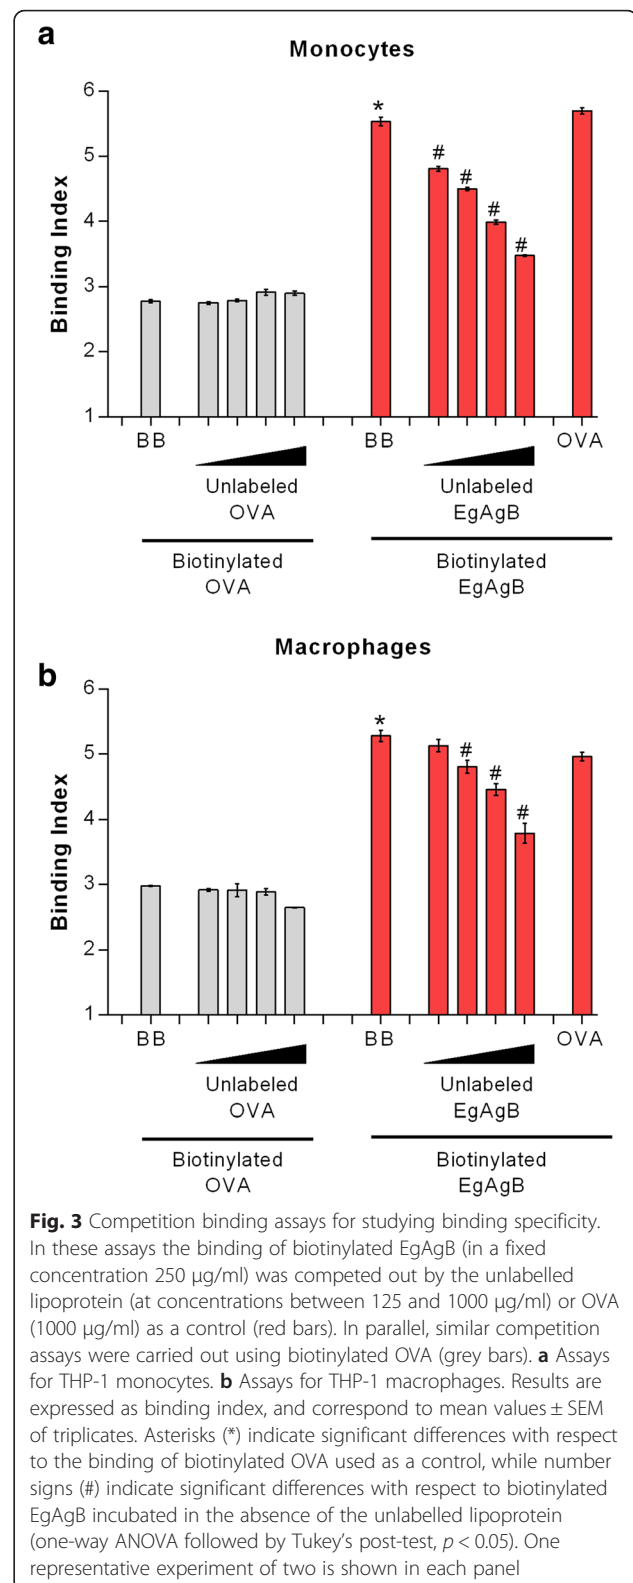 a
Monocytes
Binding Index
6
5
4
3
2
1
*
#
#
#
#
BB
BB
OVA
Unlabeled
OVA
Unlabeled
EgAgB
Biotinylated
OVA
Biotinylated
EgAgB
Macrophages
b
Binding Index
6
5
4
3
2
1
*
#
#
#
BB
BB
OVA
Unlabeled
OVA
Unlabeled
EgAgB
Biotinylated
OVA
Biotinylated
EgAgB
Fig. 3 Competition binding assays for studying binding specificity.
In these assays the binding of biotinylated EgAgB (in a fixed
concentration 250 μg/ml) was competed out by the unlabelled
lipoprotein (at concentrations between 125 and 1000 μg/ml) or OVA
(1000 μg/ml) as a control (red bars). In parallel, similar competition
assays were carried out using biotinylated OVA (grey bars). a Assays
for THP-1 monocytes. b Assays for THP-1 macrophages. Results are
expressed as binding index, and correspond to mean values ± SEM
of triplicates. Asterisks (*) indicate significant differences with respect
to the binding of biotinylated OVA used as a control, while number
signs (#) indicate significant differences with respect to biotinylated
EgAgB incubated in the absence of the unlabelled lipoprotein
(one-way ANOVA followed by Tukey's post-test, p < 0.05). One
representative experiment of two is shown in each panel